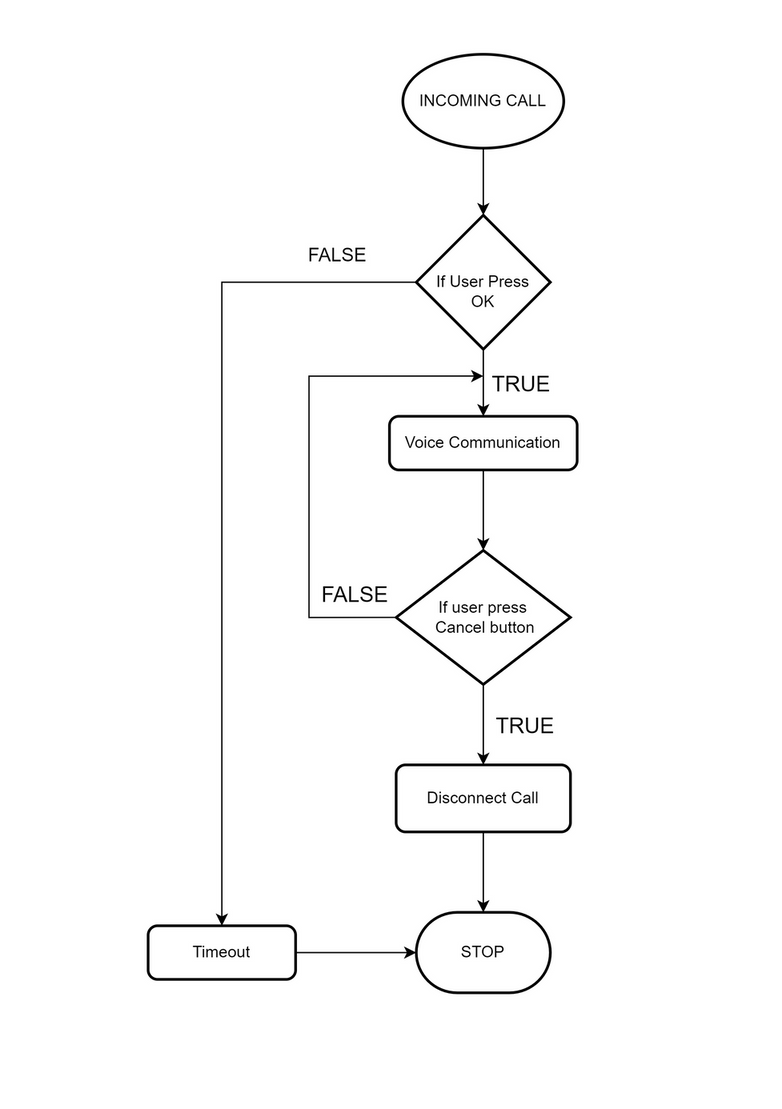 INCOMING CALL
FALSE
If User Press
OK
TRUE
Voice Communication
FALSE
If user press
Cancel button
TRUE
Disconnect Call
Timeout
STOP